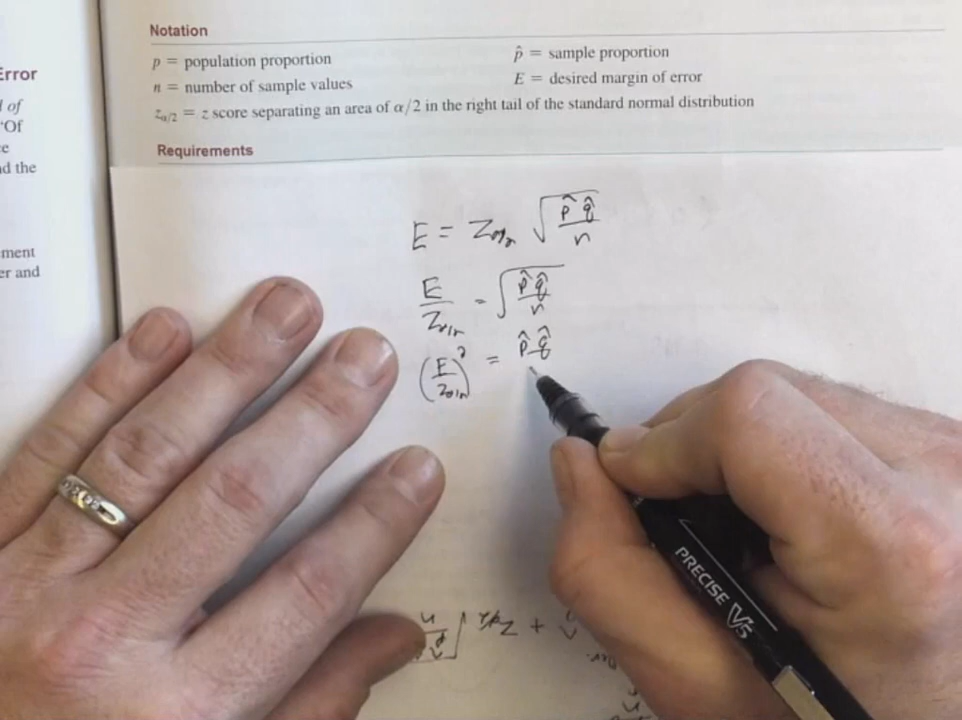 Notation
p = population proportion
p̂ = sample proportion
n = number of sample values
E = desired margin of error
zα/2 = z score separating an area of α/2 in the right tail of the standard normal distribution
Requirements
Error
of
"Of
nd the
ment
er and
E = Zα/2 √(p̂ q̂ / n)
E / Zα/2 = √(p̂ q̂ / n)
(E / Zα/2)² = p̂ q̂
PRECISE V5